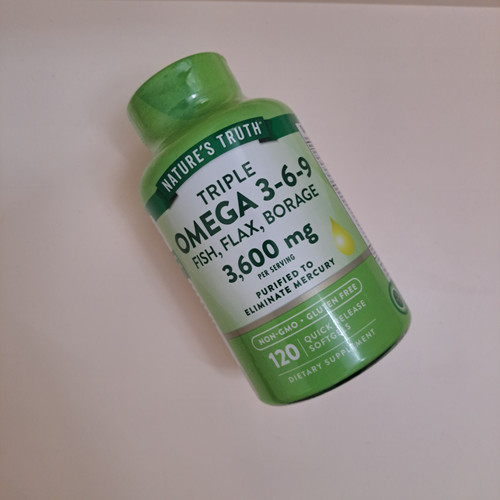 NATURE'S TRUTH
TRIPLE
OMEGA 3-6-9
FISH, FLAX, BORAGE
3,600 mg
PER SERVING
PURIFIED TO
ELIMINATE MERCURY
NON-GMO • GLUTEN FREE
120
QUICK RELEASE
SOFTGELS
DIETARY SUPPLEMENT